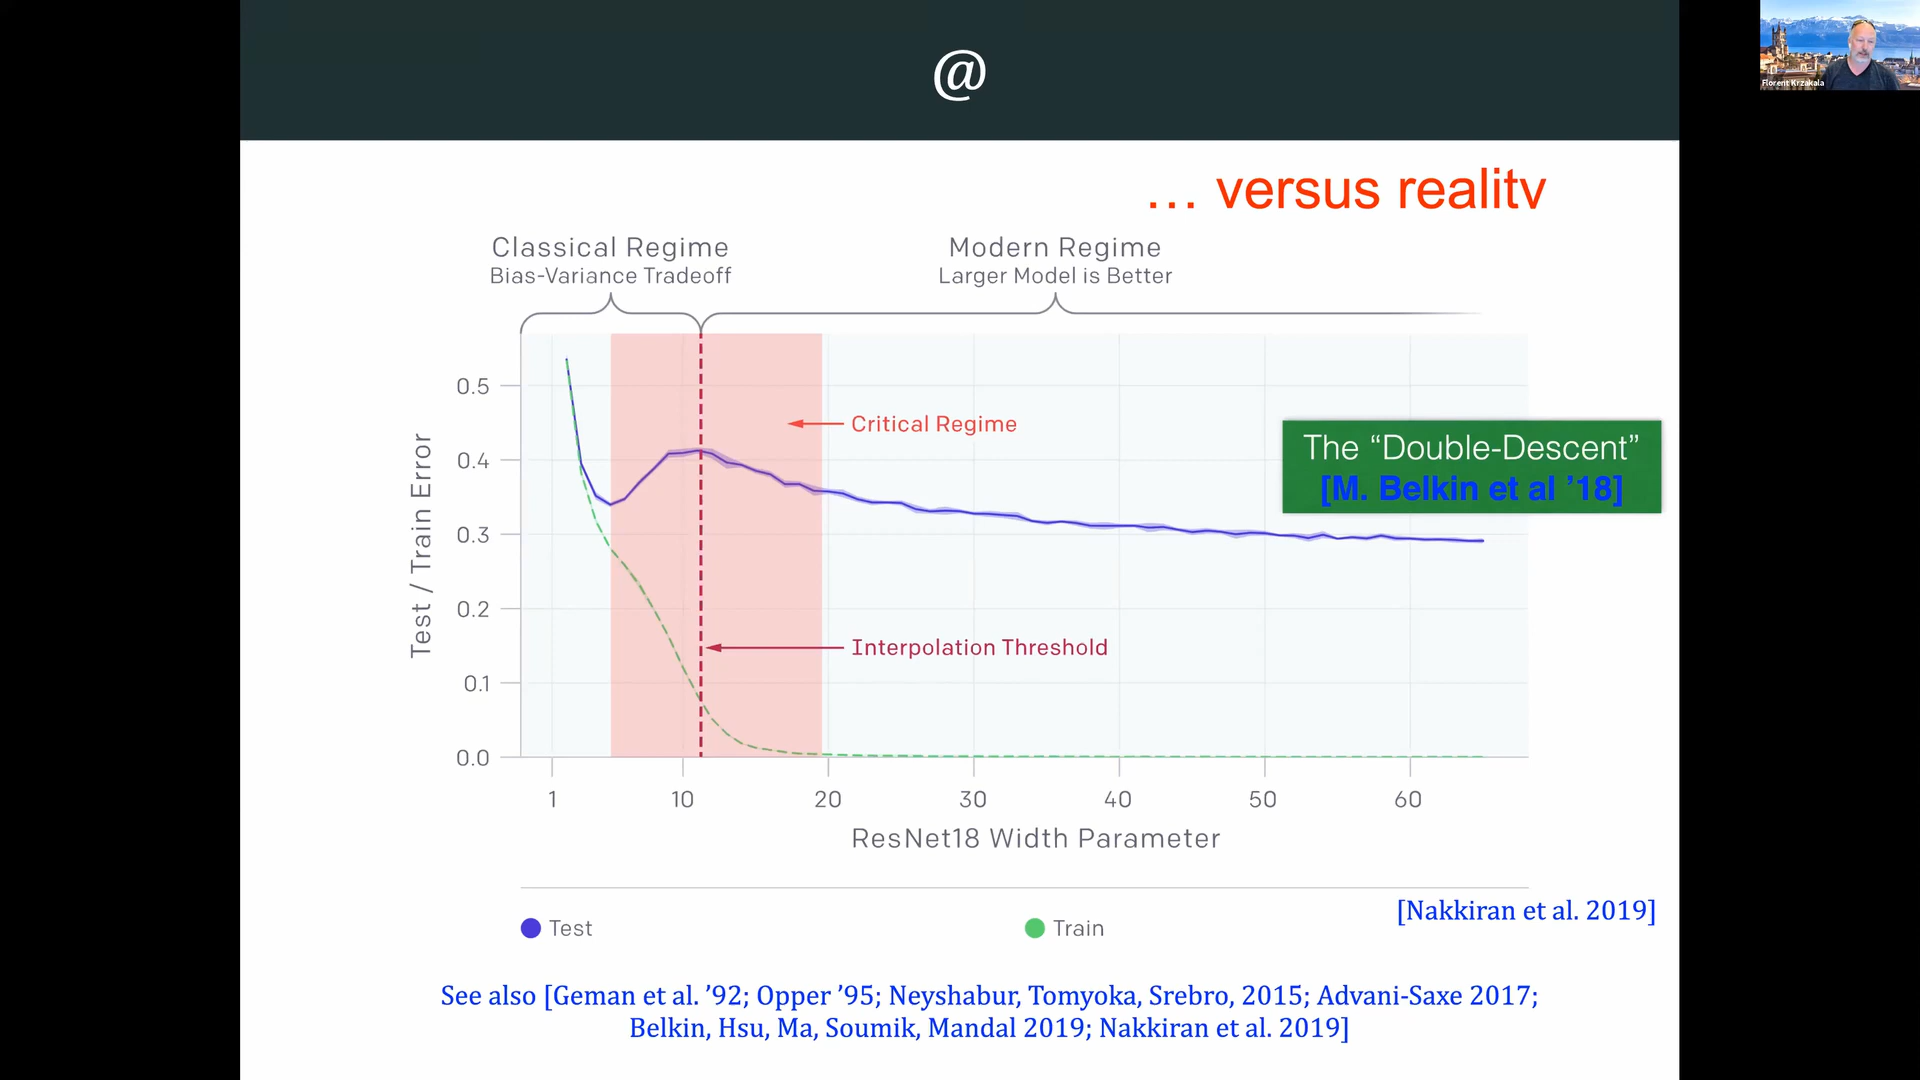 @
Florent Krzakala
… versus reality
Classical Regime
Bias-Variance Tradeoff
Modern Regime
Larger Model is Better
0.5
0.4
0.3
0.2
0.1
0.0
Test / Train Error
Critical Regime
The “Double-Descent”
[M. Belkin et al ’18]
Interpolation Threshold
1 10 20 30 40 50 60
ResNet18 Width Parameter
[Nakkiran et al. 2019]
Test
Train
See also [Geman et al. ’92; Opper ’95; Neyshabur, Tomyoka, Srebro, 2015; Advani-Saxe 2017;
Belkin, Hsu, Ma, Soumik, Mandal 2019; Nakkiran et al. 2019]